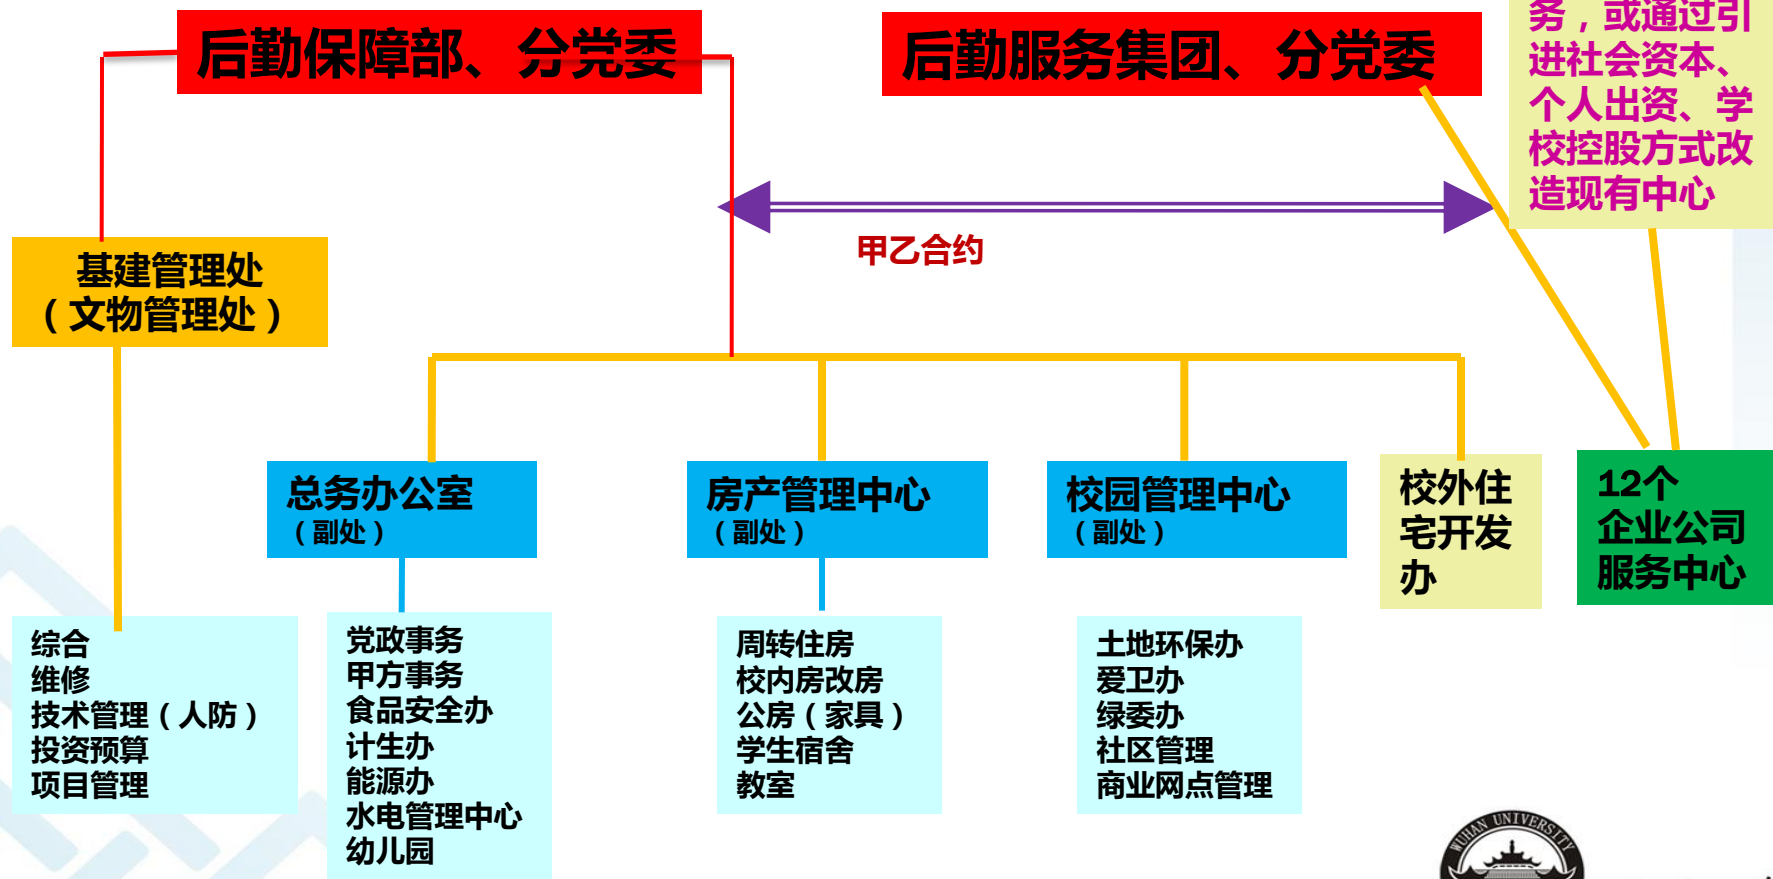 后勤保障部、分党委
后勤服务集团、分党委
务，或通过引
进社会资本、
个人出资、学
校控股方式改
造现有中心
甲乙合约
基建管理处
（文物管理处）
总务办公室
（副处）
房产管理中心
（副处）
校园管理中心
（副处）
校外住
宅开发
办
12个
企业公司
服务中心
综合
维修
技术管理（人防）
投资预算
项目管理
党政事务
甲方事务
食品安全办
计生办
能源办
水电管理中心
幼儿园
周转住房
校内房改房
公房（家具）
学生宿舍
教室
土地环保办
爱卫办
绿委办
社区管理
商业网点管理
WUHAN UNIVERSITY